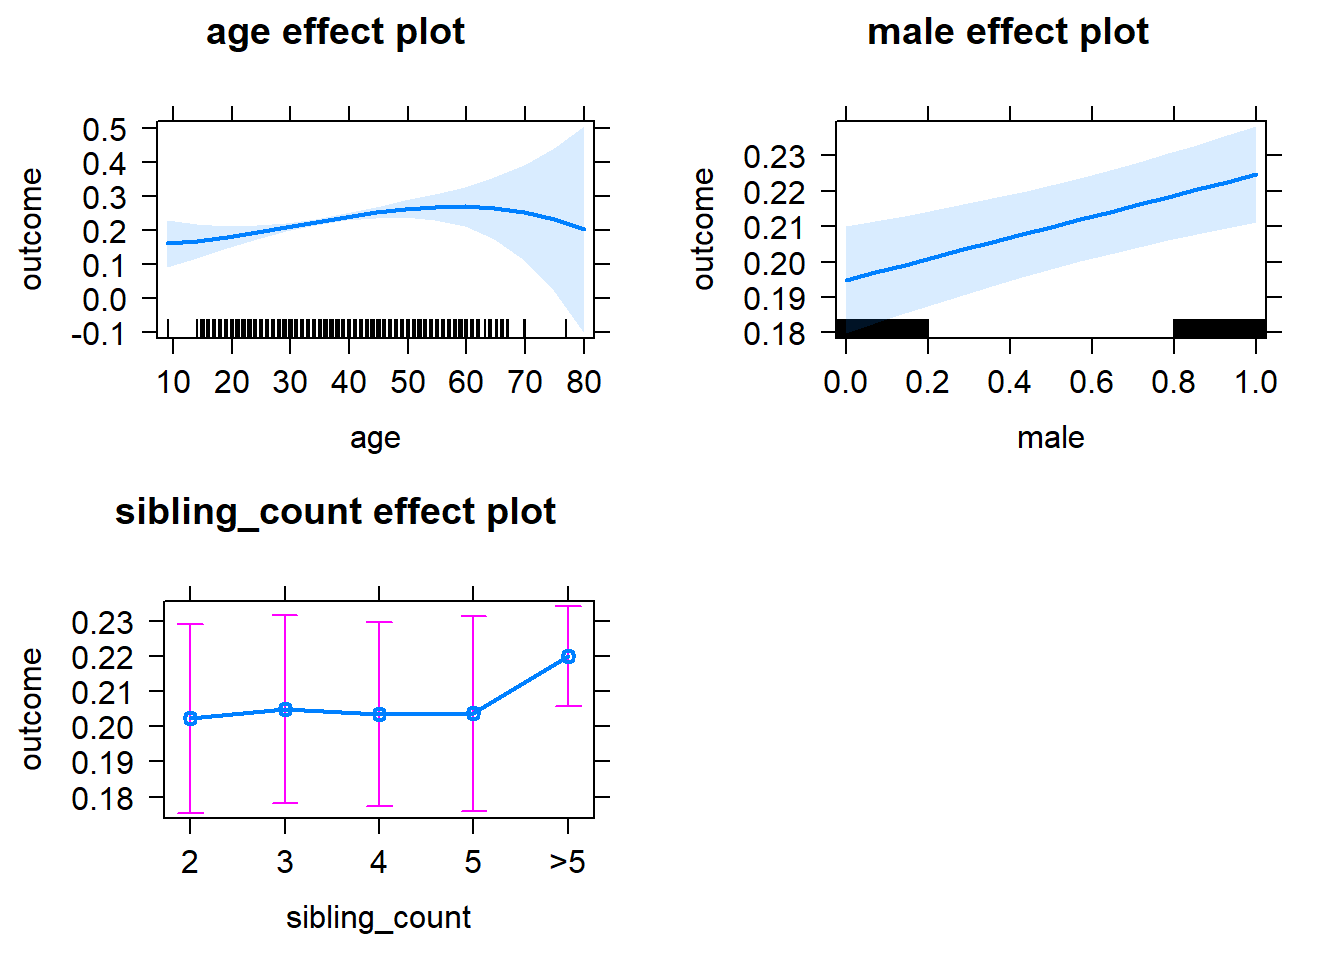 age effect plot
outcome
0.5
0.4
0.3
0.2
0.1
0.0
-0.1
10 20 30 40 50 60 70 80
age
male effect plot
outcome
0.23
0.22
0.21
0.20
0.19
0.18
0.0 0.2 0.4 0.6 0.8 1.0
male
sibling_count effect plot
outcome
0.23
0.22
0.21
0.20
0.19
0.18
2 3 4 5 >5
sibling_count